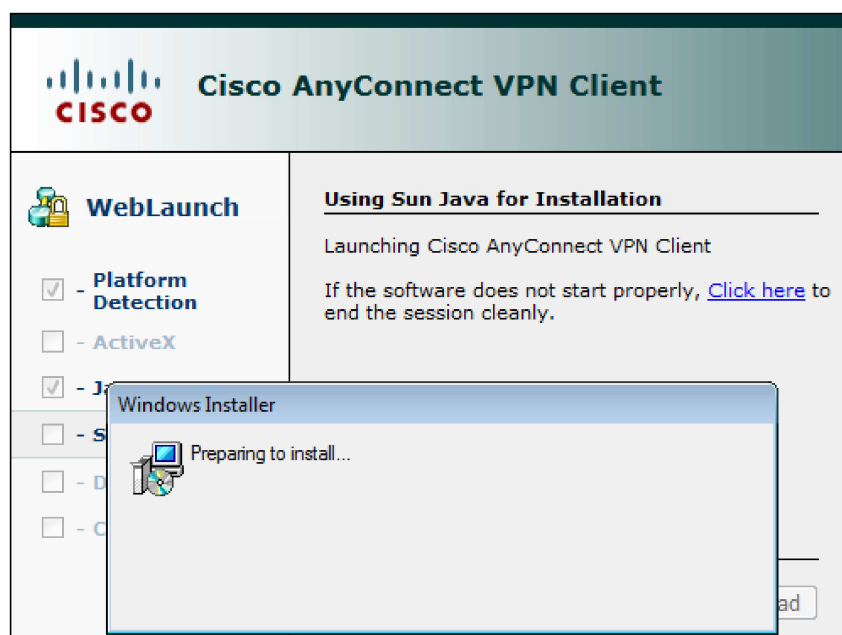 CISCO
Cisco AnyConnect VPN Client
WebLaunch
- Platform
Detection
- ActiveX
- Ja
- S
- D
- C
Using Sun Java for Installation
Launching Cisco AnyConnect VPN Client
If the software does not start properly, Click here to
end the session cleanly.
Windows Installer
Preparing to install...
ad